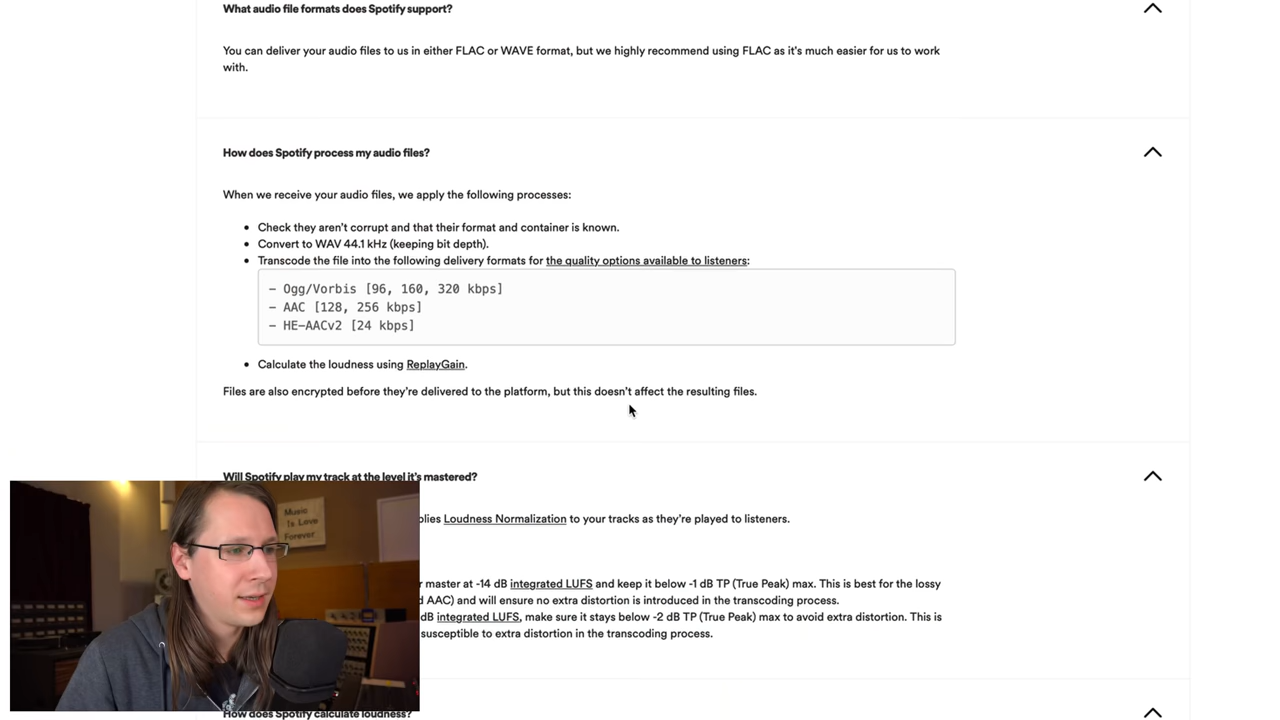 What audio file formats does Spotify support?
You can deliver your audio files to us in either FLAC or WAVE format, but we highly recommend using FLAC as it's much easier for us to work
with.
How does Spotify process my audio files?
When we receive your audio files, we apply the following processes:
• Check they aren't corrupt and that their format and container is known.
• Convert to WAV 44.1 kHz (keeping bit depth).
• Transcode the file into the following delivery formats for the quality options available to listeners:
– Ogg/Vorbis [96, 160, 320 kbps]
– AAC [128, 256 kbps]
– HE–AACv2 [24 kbps]
• Calculate the loudness using ReplayGain.
Files are also encrypted before they're delivered to the platform, but this doesn't affect the resulting files.
Will Spotify play my track at the level it's mastered?
Loudness Normalization to your tracks as they're played to listeners.
master at -14 dB integrated LUFS and keep it below -1 dB TP (True Peak) max. This is best for the lossy
AAC) and will ensure no extra distortion is introduced in the transcoding process.
dB integrated LUFS, make sure it stays below -2 dB TP (True Peak) max to avoid extra distortion. This is
susceptible to extra distortion in the transcoding process.
How does Spotify calculate loudness?
Music
Is Love
Forever